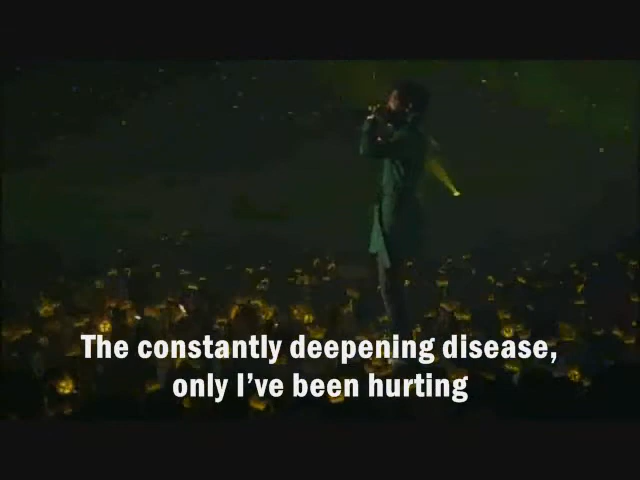 The constantly deepening disease,
only I've been hurting